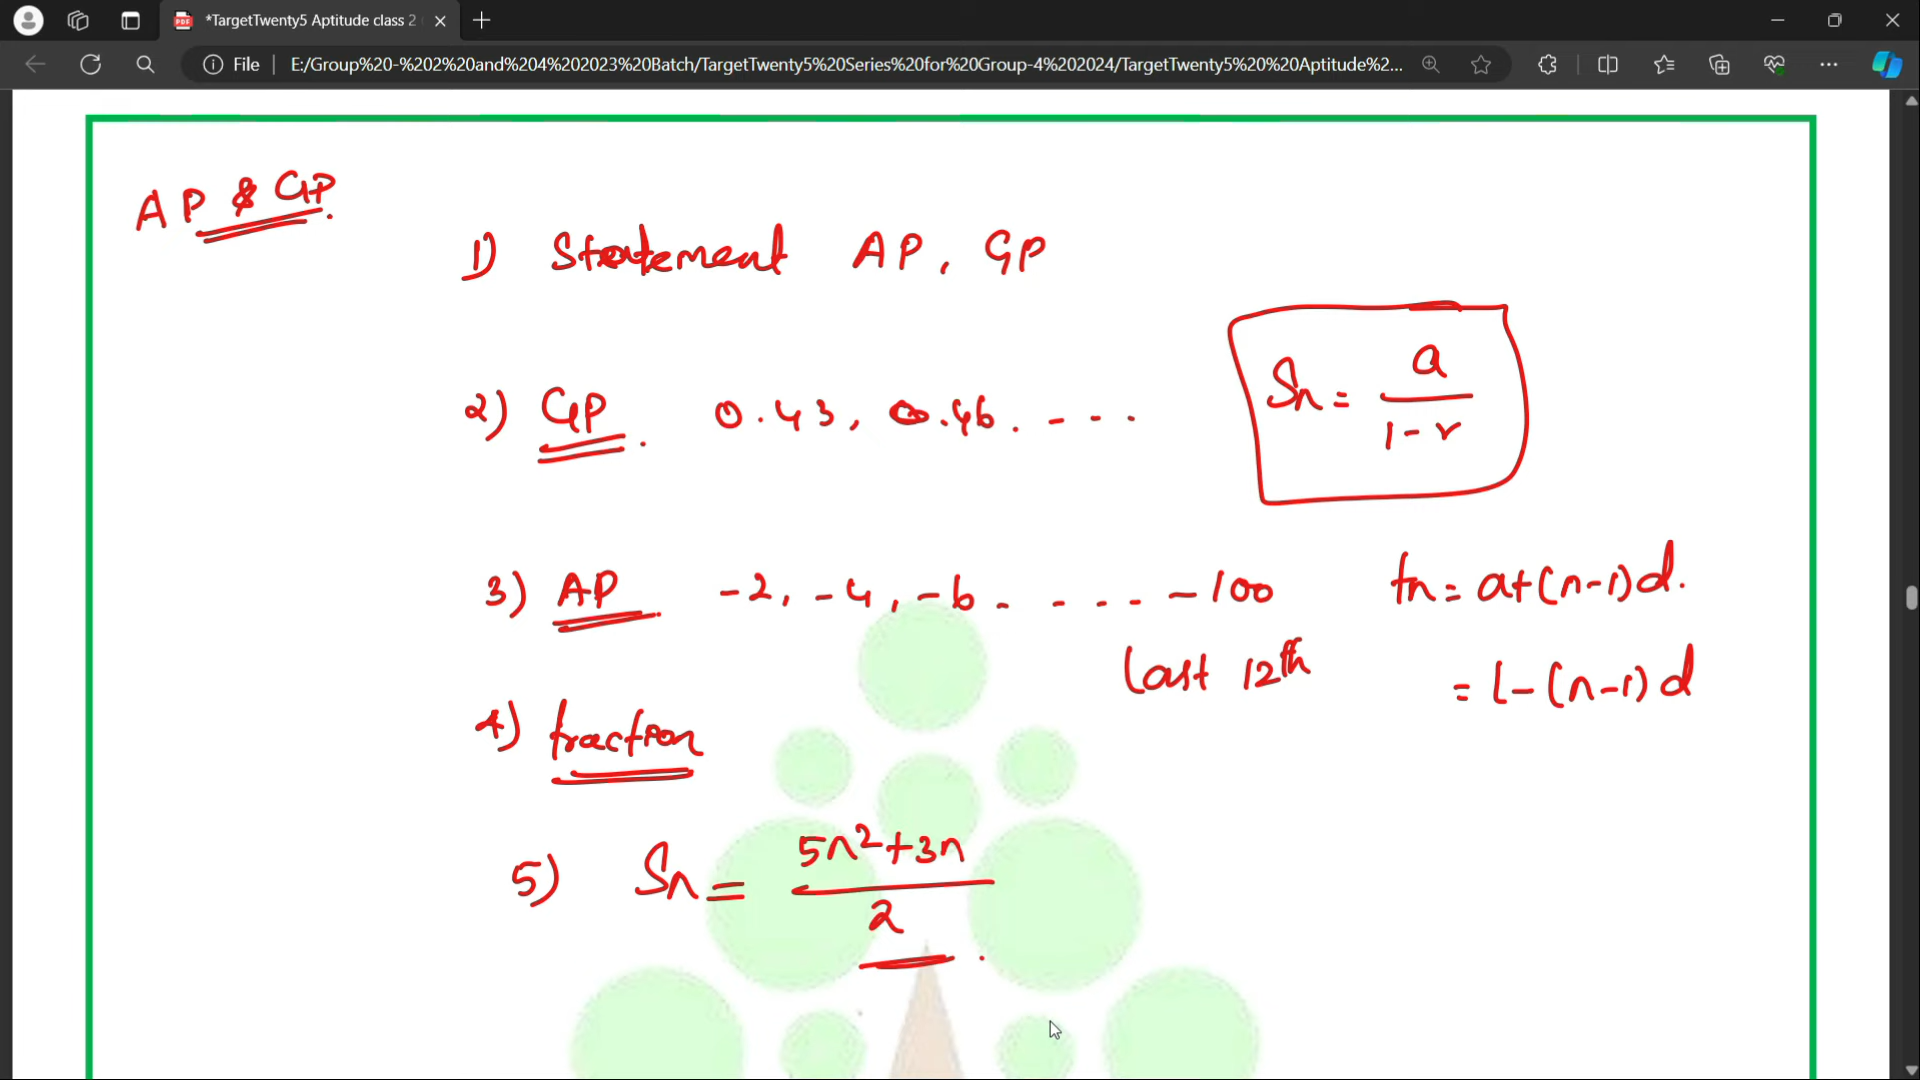 *TargetTwenty5 Aptitude class 2
File E:/Group%20-%202%20and%204%202023%20Batch/TargetTwenty5%20Series%20for%20Group-4%202024/TargetTwenty5%20%20Aptitude%2...
AP & GP.
1) Statement AP, GP
2) GP. 0.43, 0.46. - - - Sn = a/(1-r)
3) AP. -2, -4, -6 - - - - - -100 tn = a+(n-1)d.
Last 12th = l-(n-1)d
4) fraction
5) Sn = (5n²+3n)/2.